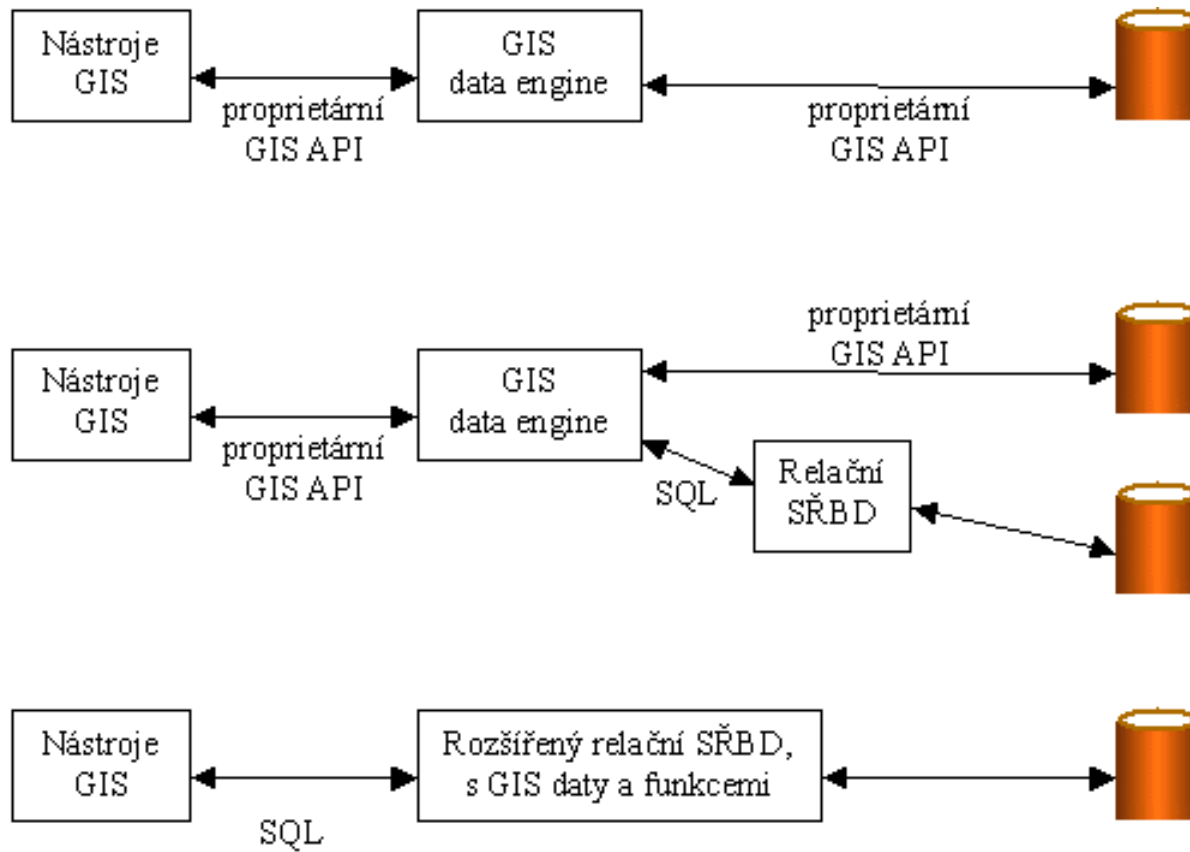 Nástroje
GIS
GIS
data engine
proprietární
GIS API
proprietární
GIS API
proprietární
GIS API
Nástroje
GIS
GIS
data engine
proprietární
GIS API
SQL
Relační
SŘBD
Nástroje
GIS
Rozšířený relační SŘBD,
s GIS daty a funkcemi
SQL